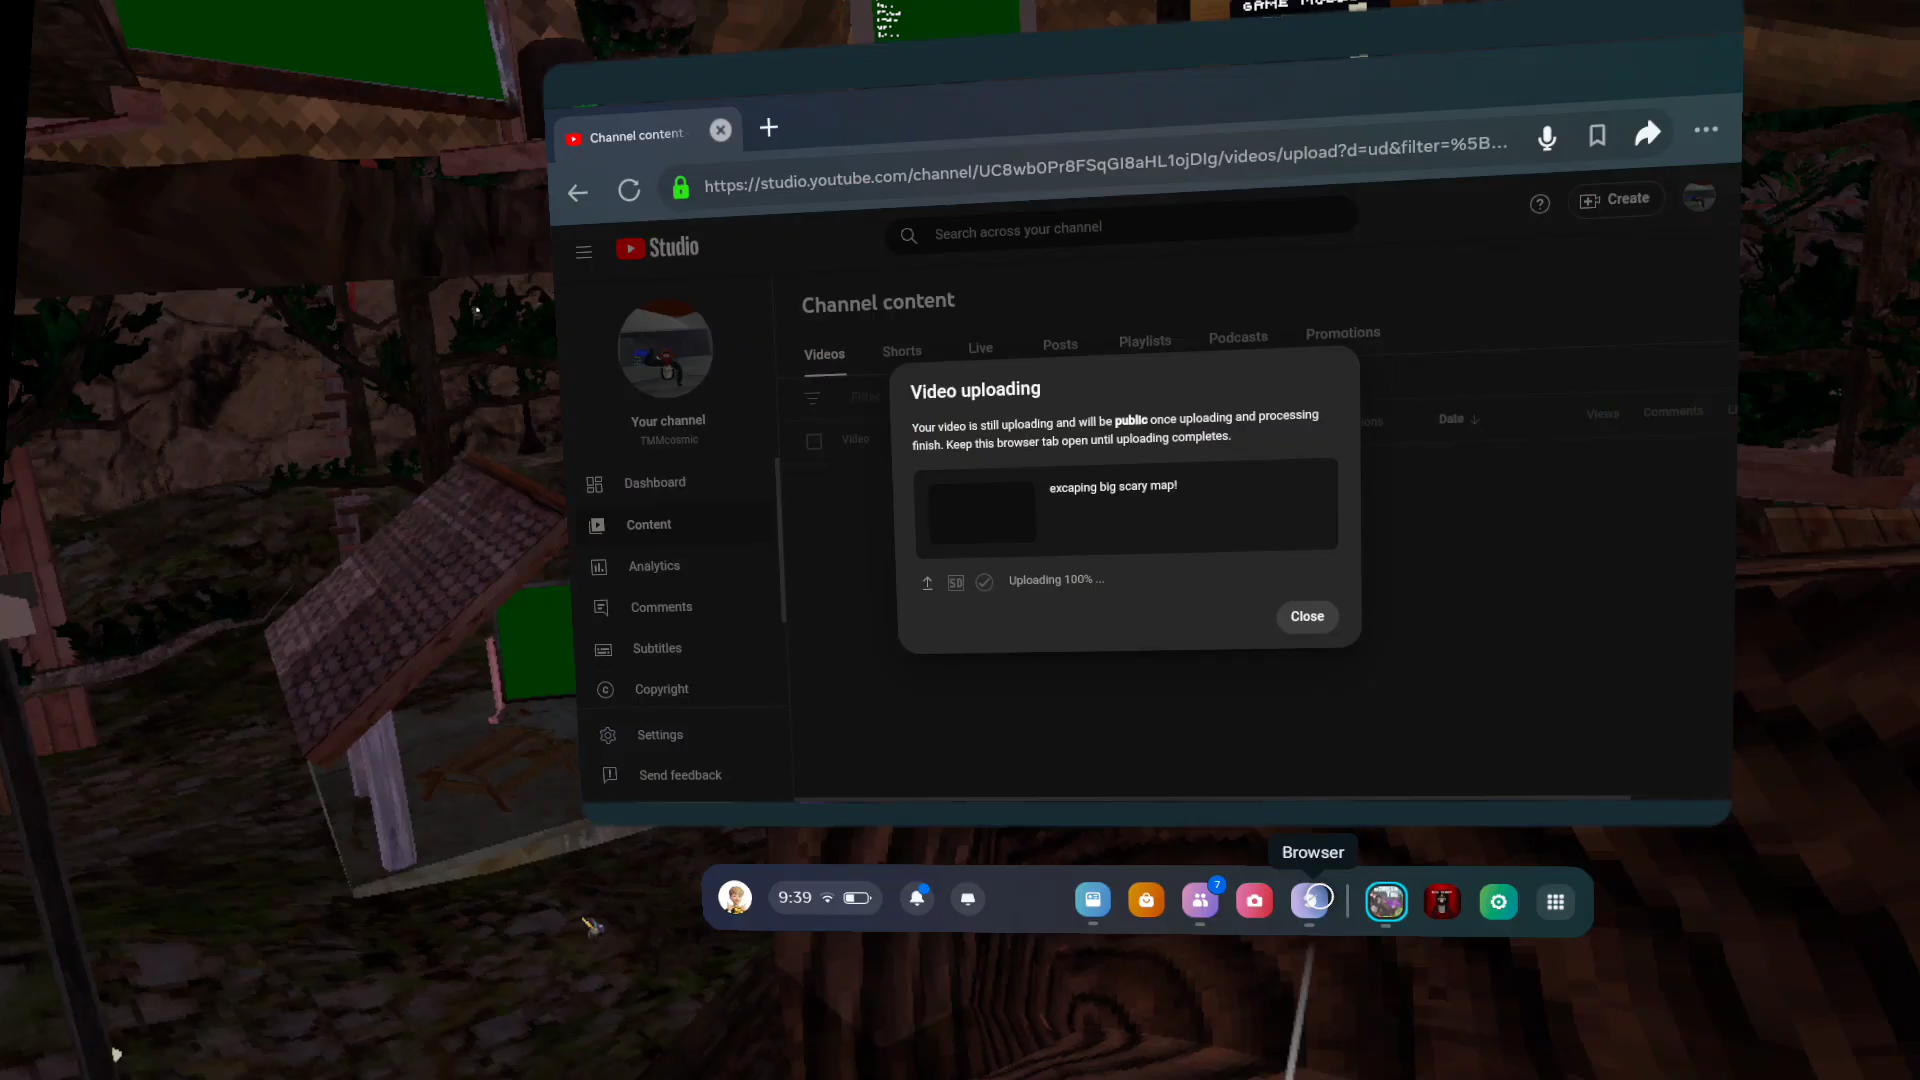 GAME
Channel content
https://studio.youtube.com/channel/UC8wb0Pr8FSqGI8aHL1ojDIg/videos/upload?d=ud&filter=%5B...
Studio
Search across your channel
Create
Channel content
Videos
Shorts
Live
Posts
Playlists
Podcasts
Promotions
Your channel
TMMcosmic
Filter
Video
Date
Views
Comments
Dashboard
Content
Analytics
Comments
Subtitles
Copyright
Settings
Send feedback
Video uploading
Your video is still uploading and will be public once uploading and processing
finish. Keep this browser tab open until uploading completes.
excaping big scary map!
SD
Uploading 100% ...
Close
Browser
9:39
7